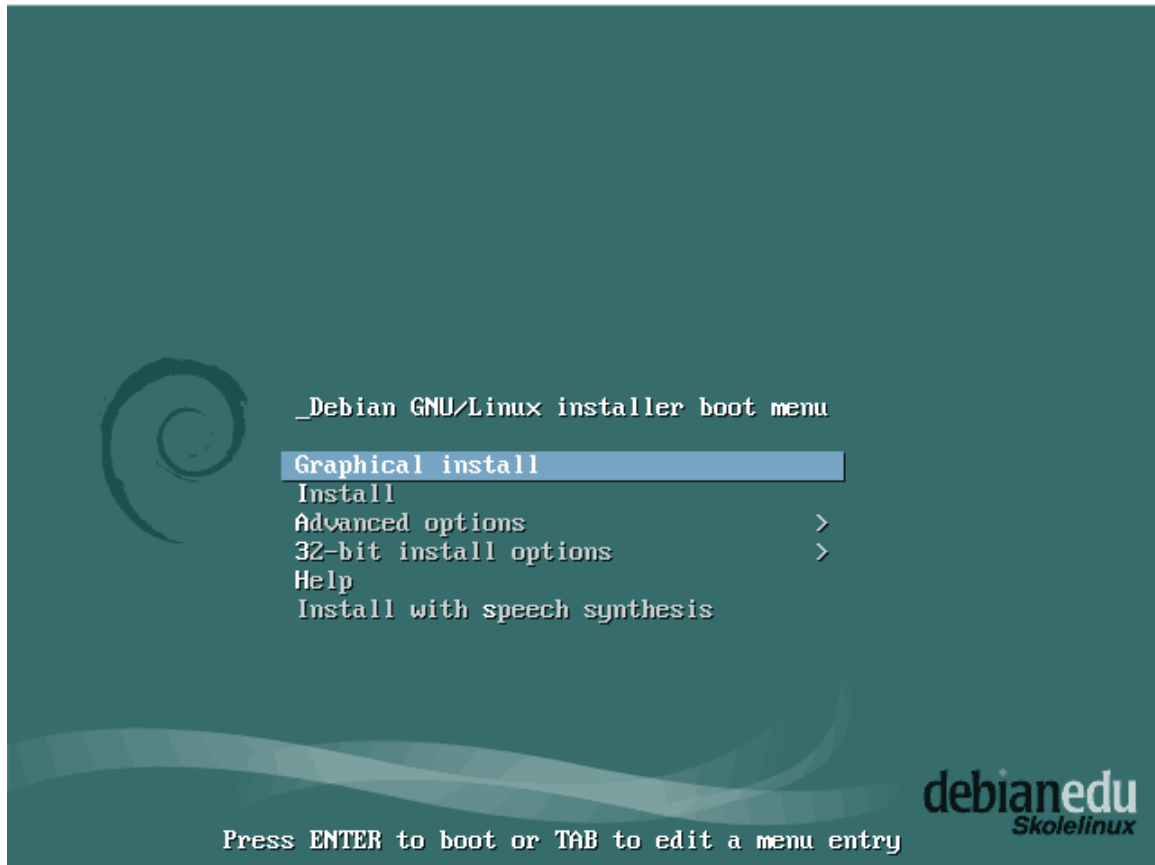 _Debian GNU/Linux installer boot menu
Graphical install
Install
Advanced options >
32-bit install options >
Help
Install with speech synthesis
debianedu
Skolelinux
Press ENTER to boot or TAB to edit a menu entry